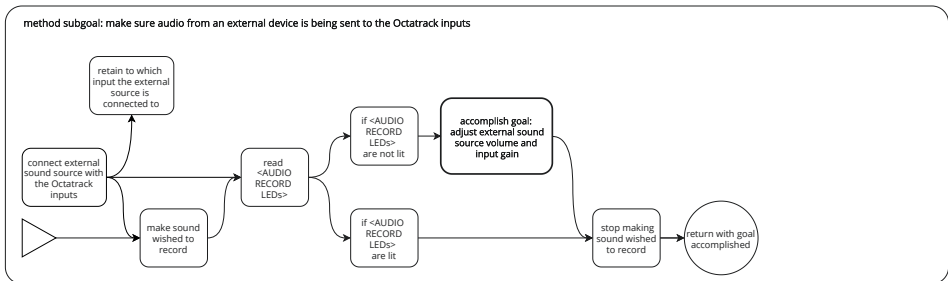 method subgoal: make sure audio from an external device is being sent to the Octatrack inputs
retain to which
input the external
source is
connected to
connect external
sound source with
the Octatrack
inputs
make sound
wished to
record
read
<AUDIO
RECORD
LEDs>
if <AUDIO
RECORD
LEDs>
are not lit
accomplish goal:
adjust external sound
source volume and
input gain
if <AUDIO
RECORD
LEDs>
are lit
stop making
sound wished
to record
return with goal
accomplished